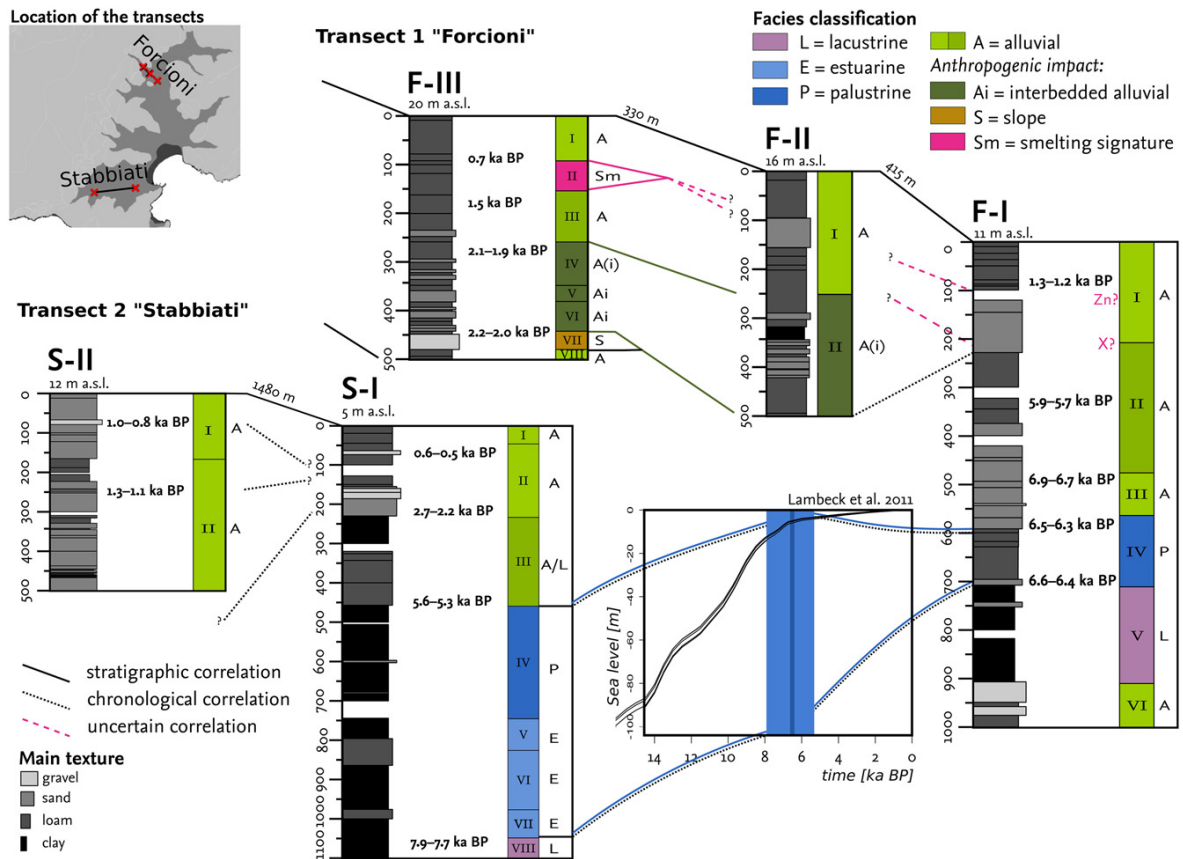 Location of the transects
Forcioni
Stabbiati
Transect 1 "Forcioni"
Facies classification
L = lacustrine
E = estuarine
P = palustrine
A = alluvial
Anthropogenic impact:
Ai = interbedded alluvial
S = slope
Sm = smelting signature
F-III
20 m a.s.l.
0
100
200
300
400
500
0.7 ka BP
1.5 ka BP
2.1–1.9 ka BP
2.2–2.0 ka BP
I A
II Sm
III A
IV A(i)
V Ai
VI Ai
VII S
VIII A
330 m
? ?
F-II
16 m a.s.l.
0
100
200
300
400
500
I A
II A(i)
415 m
? ?
F-I
11 m a.s.l.
0
100
200
300
400
500
600
700
800
900
1000
1.3–1.2 ka BP
Zn?
X?
5.9–5.7 ka BP
6.9–6.7 ka BP
6.5–6.3 ka BP
6.6–6.4 ka BP
I A
II A
III A
IV P
V L
VI A
Transect 2 "Stabbiati"
S-II
12 m a.s.l.
0
100
200
300
400
500
1.0–0.8 ka BP
1.3–1.1 ka BP
I A
II A
1480 m
? ? ?
S-I
5 m a.s.l.
0
100
200
300
400
500
600
700
800
900
1000
1100
0.6–0.5 ka BP
2.7–2.2 ka BP
5.6–5.3 ka BP
7.9–7.7 ka BP
I A
II A
III A/L
IV P
V E
VI E
VII E
VIII L
Lambeck et al. 2011
Sea level [m]
0
-20
-40
-60
-80
-100
14 12 10 8 6 4 2 0
time [ka BP]
stratigraphic correlation
chronological correlation
uncertain correlation
Main texture
gravel
sand
loam
clay